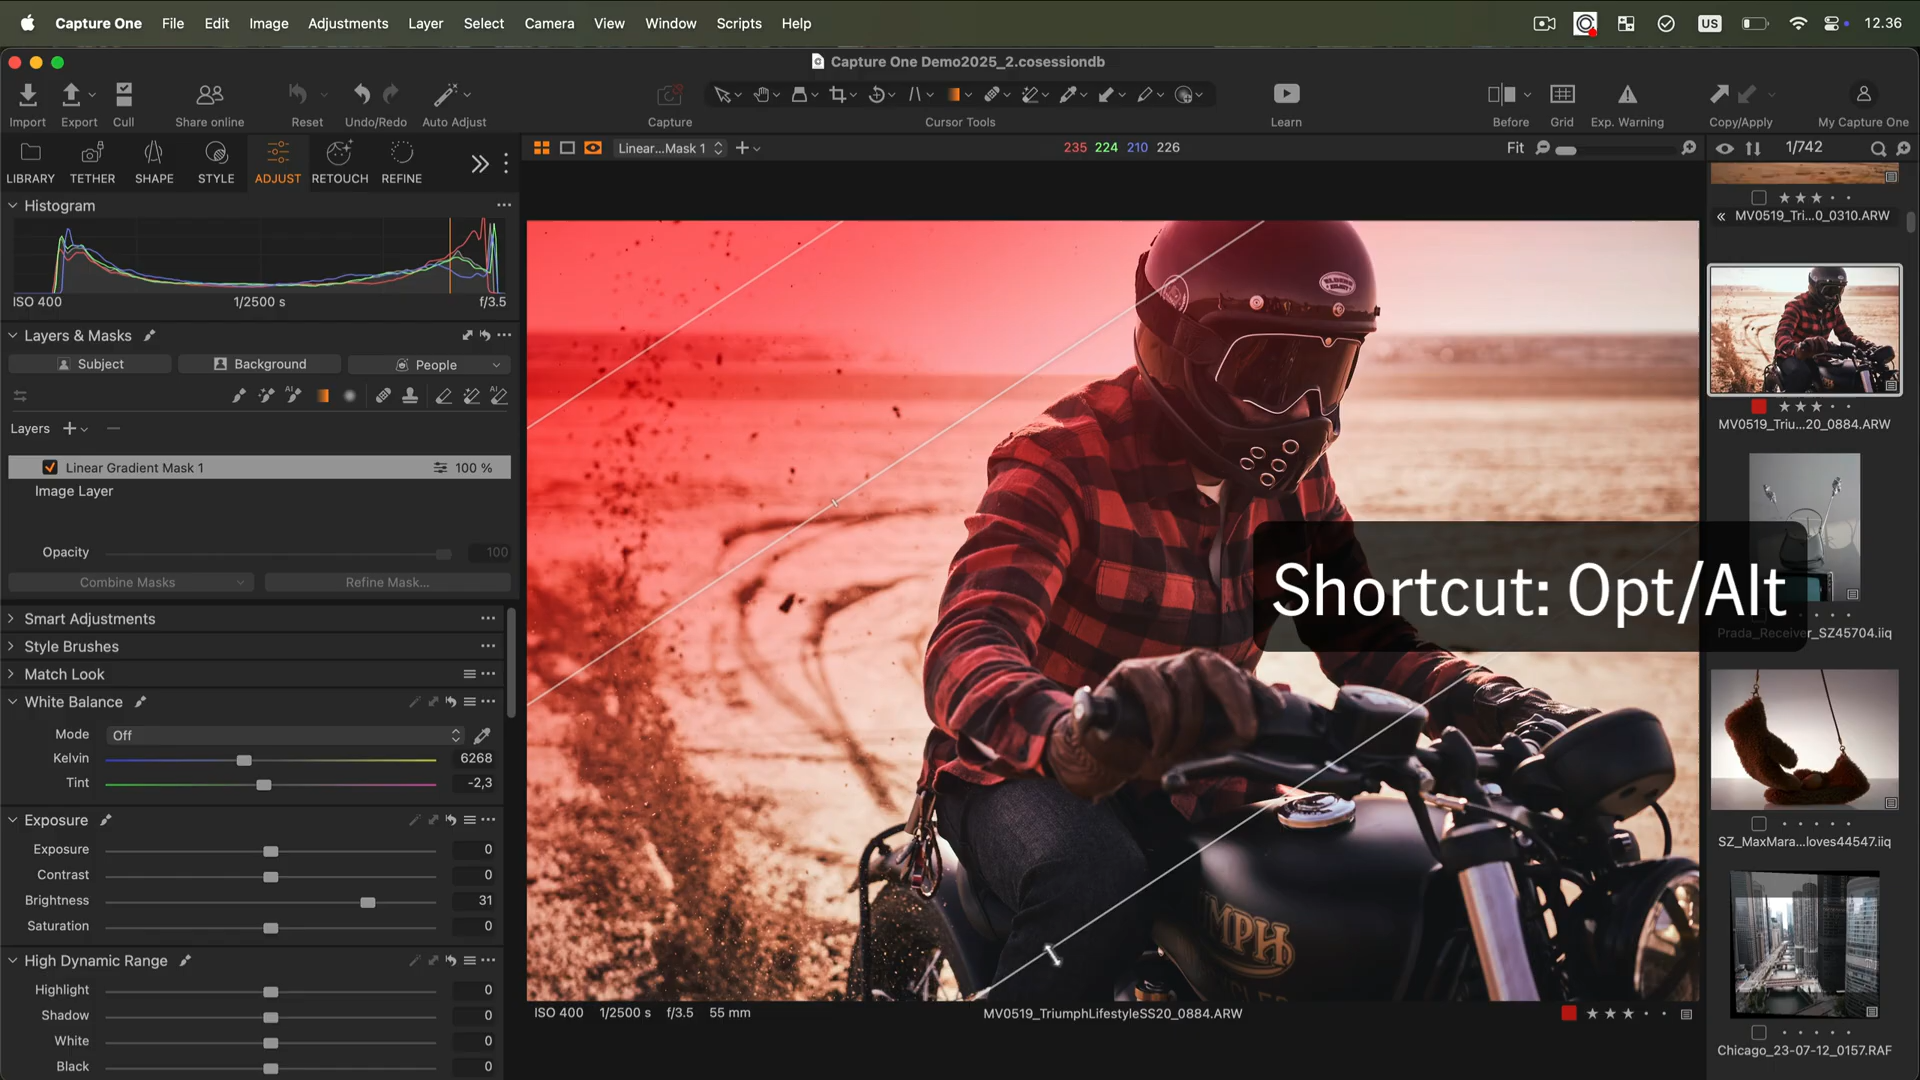 Capture One File Edit Image Adjustments Layer Select Camera View Window Scripts Help US 12.36
Capture One Demo2025_2.cosessiondb
Import Export Cull Share online Reset Undo/Redo Auto Adjust Capture Cursor Tools Learn Before Grid Exp. Warning Copy/Apply My Capture One
LIBRARY TETHER SHAPE STYLE ADJUST RETOUCH REFINE
Linear...Mask 1 235 224 210 226 Fit 1/742
Histogram
ISO 400 1/2500 s f/3.5
Layers & Masks
Subject Background People
AI AI
Layers
Linear Gradient Mask 1 100 %
Image Layer
Opacity 100
Combine Masks Refine Mask...
Smart Adjustments
Style Brushes
Match Look
White Balance
Mode Off
Kelvin 6268
Tint -2,3
Exposure
Exposure 0
Contrast 0
Brightness 31
Saturation 0
High Dynamic Range
Highlight 0
Shadow 0
White 0
Black 0
Shortcut: Opt/Alt
MPH
ISO 400 1/2500 s f/3.5 55 mm MV0519_TriumphLifestyleSS20_0884.ARW
MV0519_Tri...0_0310.ARW
MV0519_Triu...20_0884.ARW
Prada_Receiver_SZ45704.iiq
SZ_MaxMara...loves44547.iiq
Chicago_23-07-12_0157.RAF